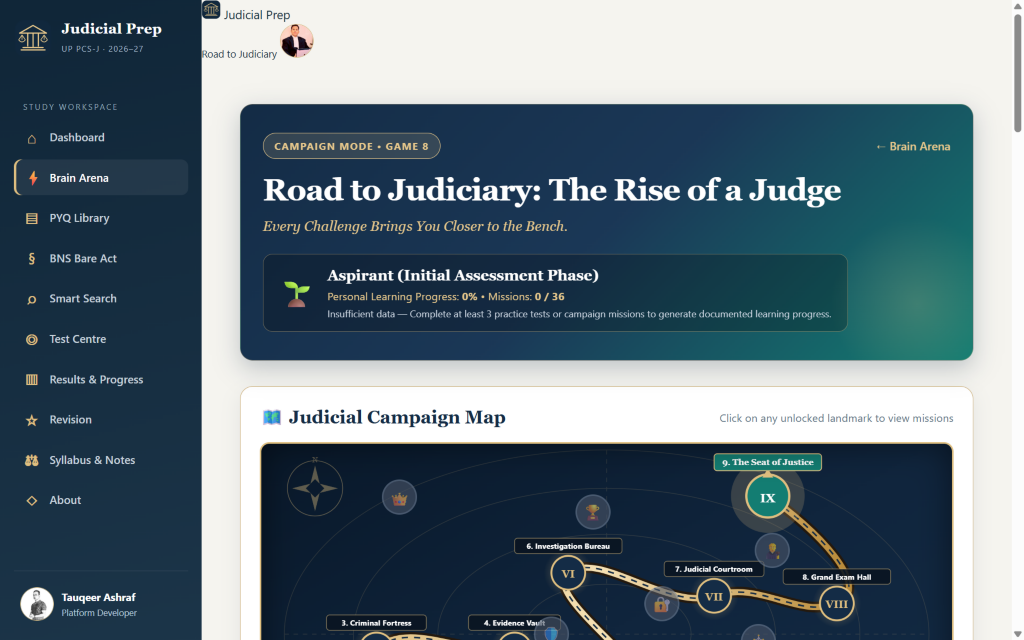 Judicial Prep
UP PCS-J · 2026–27
STUDY WORKSPACE
Dashboard
Brain Arena
PYQ Library
§ BNS Bare Act
Smart Search
Test Centre
Results & Progress
Revision
Syllabus & Notes
About
Tauqeer Ashraf
Platform Developer
Judicial Prep
Road to Judiciary
CAMPAIGN MODE • GAME 8
← Brain Arena
Road to Judiciary: The Rise of a Judge
Every Challenge Brings You Closer to the Bench.
Aspirant (Initial Assessment Phase)
Personal Learning Progress: 0% • Missions: 0 / 36
Insufficient data — Complete at least 3 practice tests or campaign missions to generate documented learning progress.
Judicial Campaign Map
Click on any unlocked landmark to view missions
N
9. The Seat of Justice
IX
6. Investigation Bureau
VI
7. Judicial Courtroom
VII
8. Grand Exam Hall
VIII
3. Criminal Fortress
4. Evidence Vault